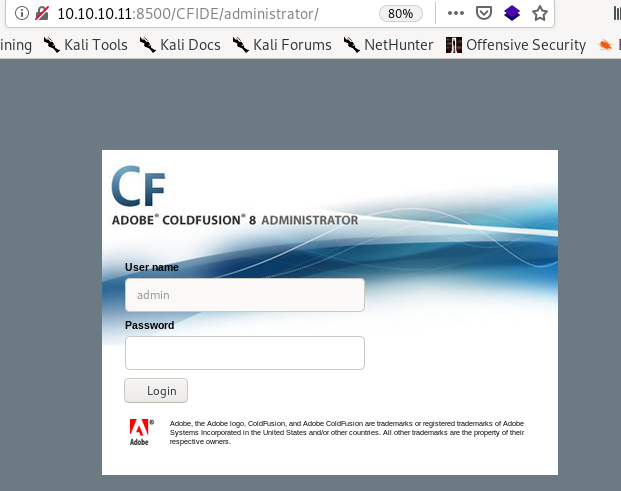 10.10.10.11:8500/CFIDE/administrator/ 80%
ining Kali Tools Kali Docs Kali Forums NetHunter Offensive Security
CF
ADOBE® COLDFUSION® 8 ADMINISTRATOR
User name
admin
Password
Login
Adobe, the Adobe logo, ColdFusion, and Adobe ColdFusion are trademarks or registered trademarks of Adobe
Systems Incorporated in the United States and/or other countries. All other trademarks are the property of their
respective owners.
Adobe